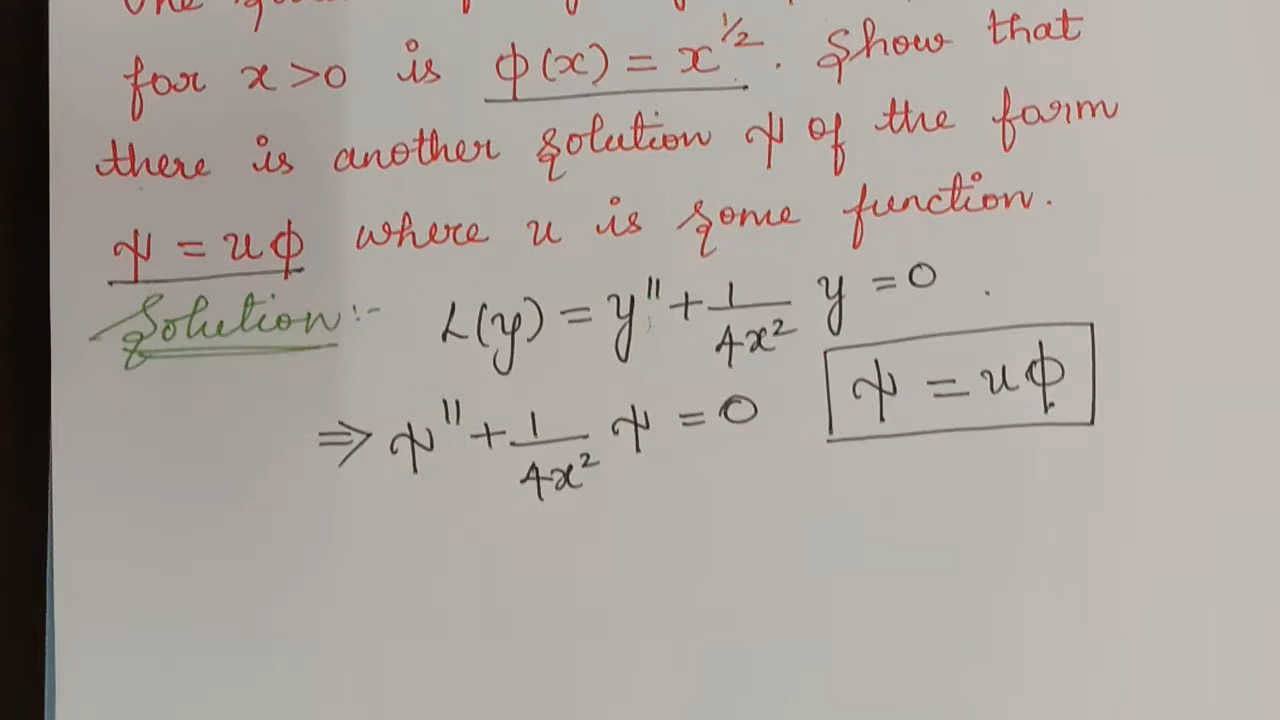 for x > 0 is ϕ(x) = x^1/2. Show that
there is another solution ψ of the form
ψ = uϕ where u is some function.
Solution:- L(y) = y'' + 1/4x² y = 0 .
⇒ ψ'' + 1/4x² ψ = 0 ψ = uϕ